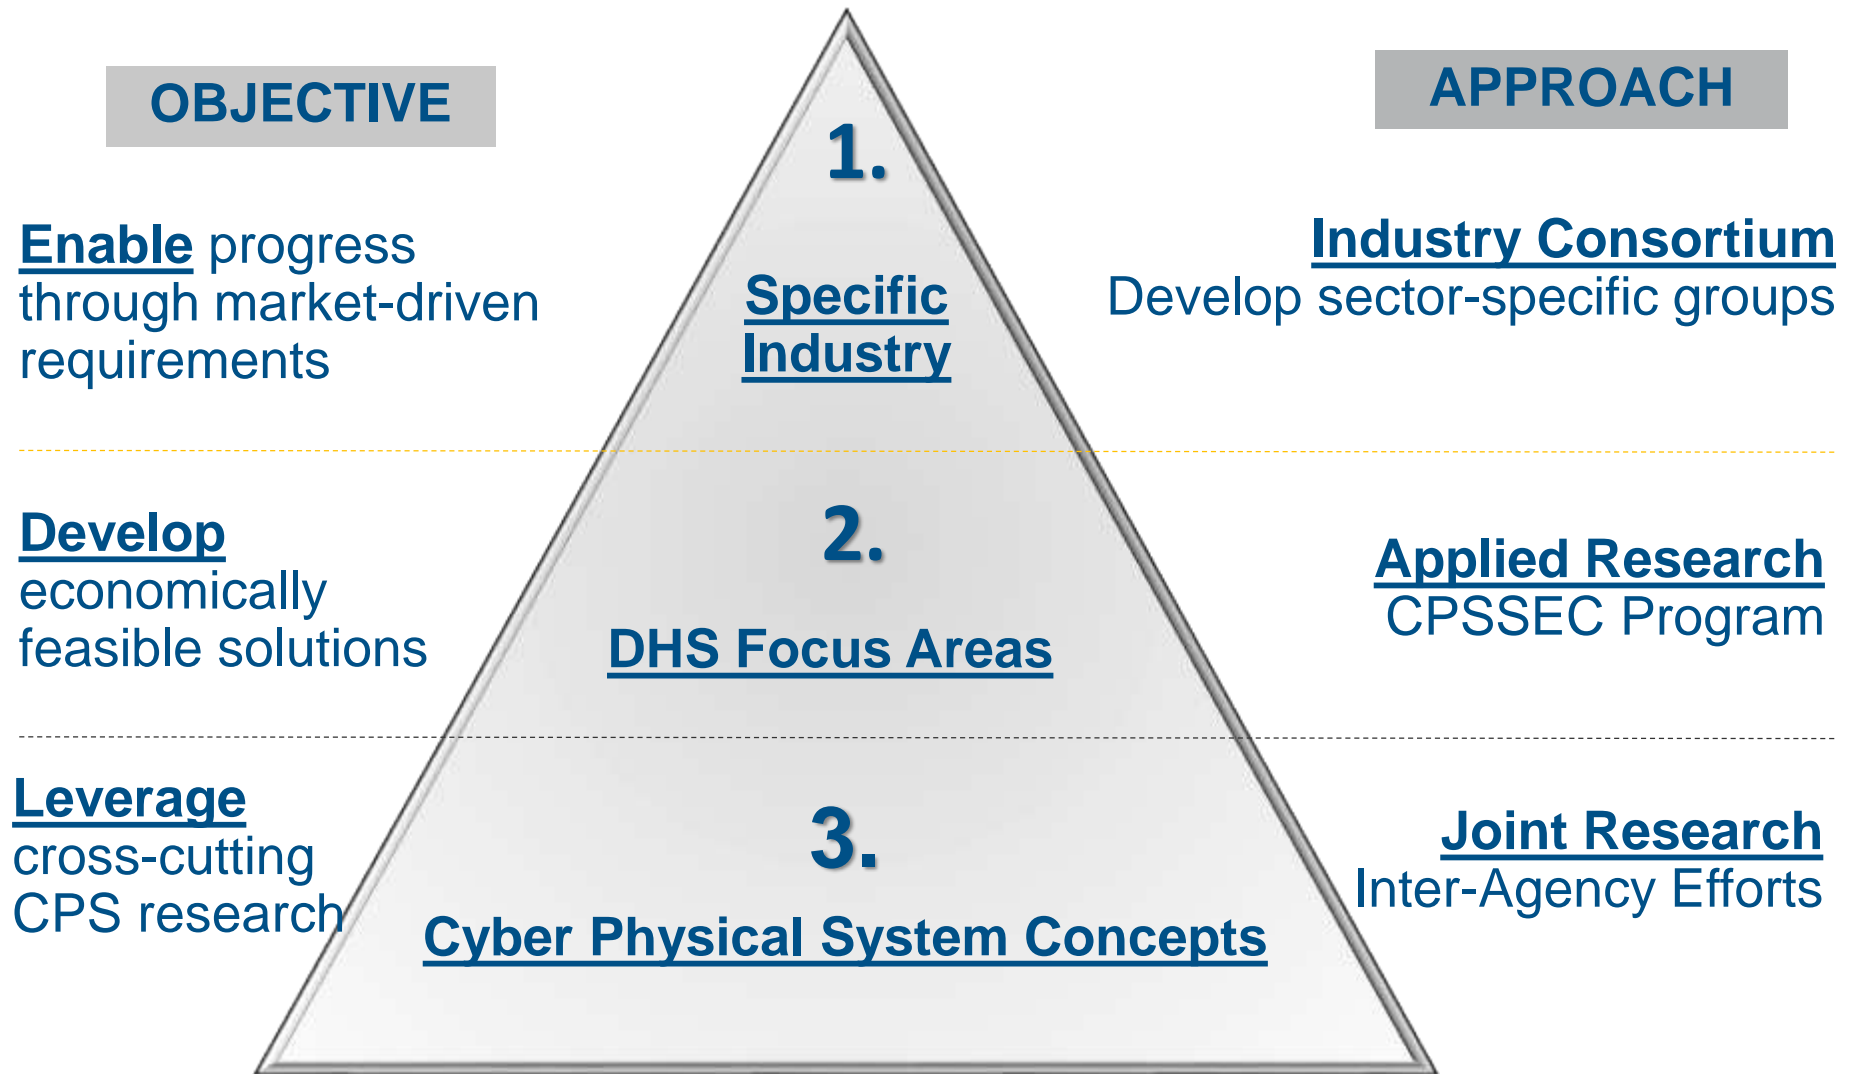 OBJECTIVE
APPROACH
1.
Enable progress
through market-driven
requirements
Specific
Industry
Industry Consortium
Develop sector-specific groups
2.
Develop
economically
feasible solutions
DHS Focus Areas
Applied Research
CPSSEC Program
3.
Leverage
cross-cutting
CPS research
Cyber Physical System Concepts
Joint Research
Inter-Agency Efforts